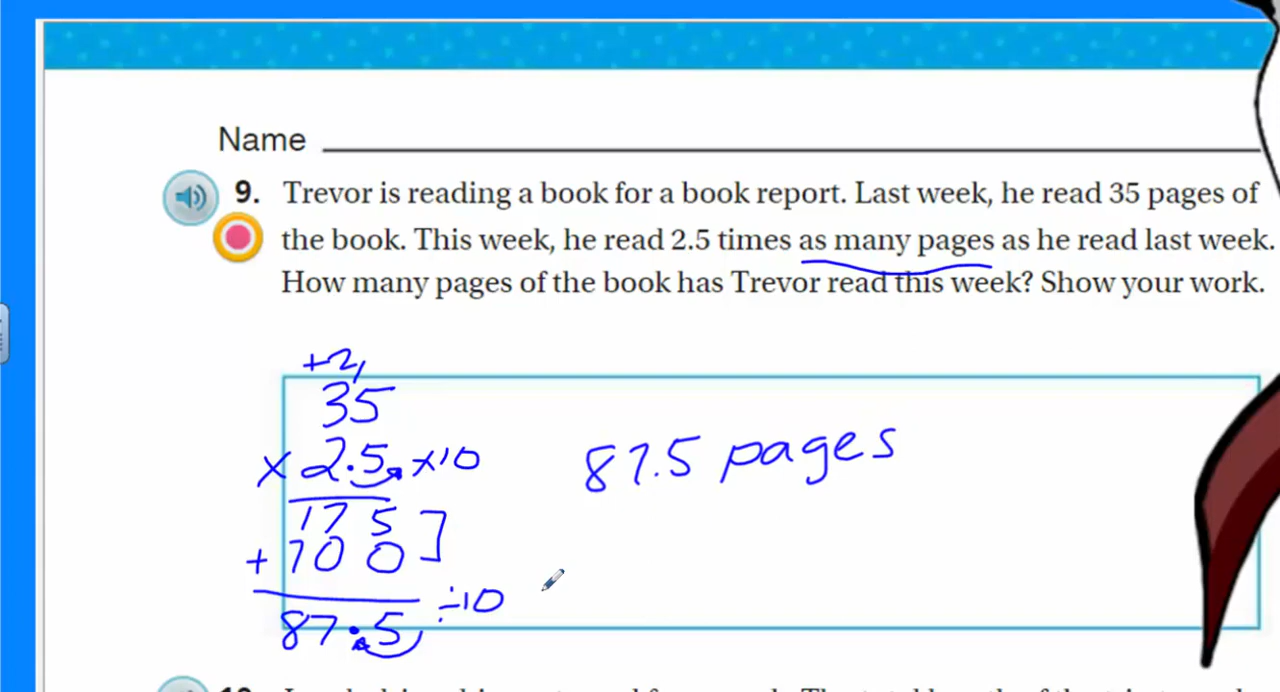 Name
9. Trevor is reading a book for a book report. Last week, he read 35 pages of
the book. This week, he read 2.5 times as many pages as he read last week.
How many pages of the book has Trevor read this week? Show your work.
+2
35
× 2.5 ×10
87.5 pages
175
+ 700
÷10
87.5